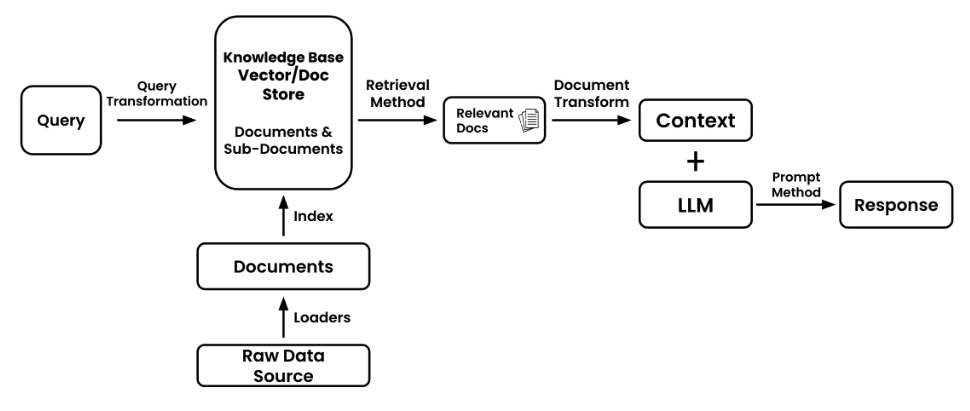 Query
Query
Transformation
Knowledge Base
Vector/Doc
Store
Documents &
Sub-Documents
Retrieval
Method
Relevant
Docs
Document
Transform
Context
+
LLM
Prompt
Method
Response
Index
Documents
Loaders
Raw Data
Source